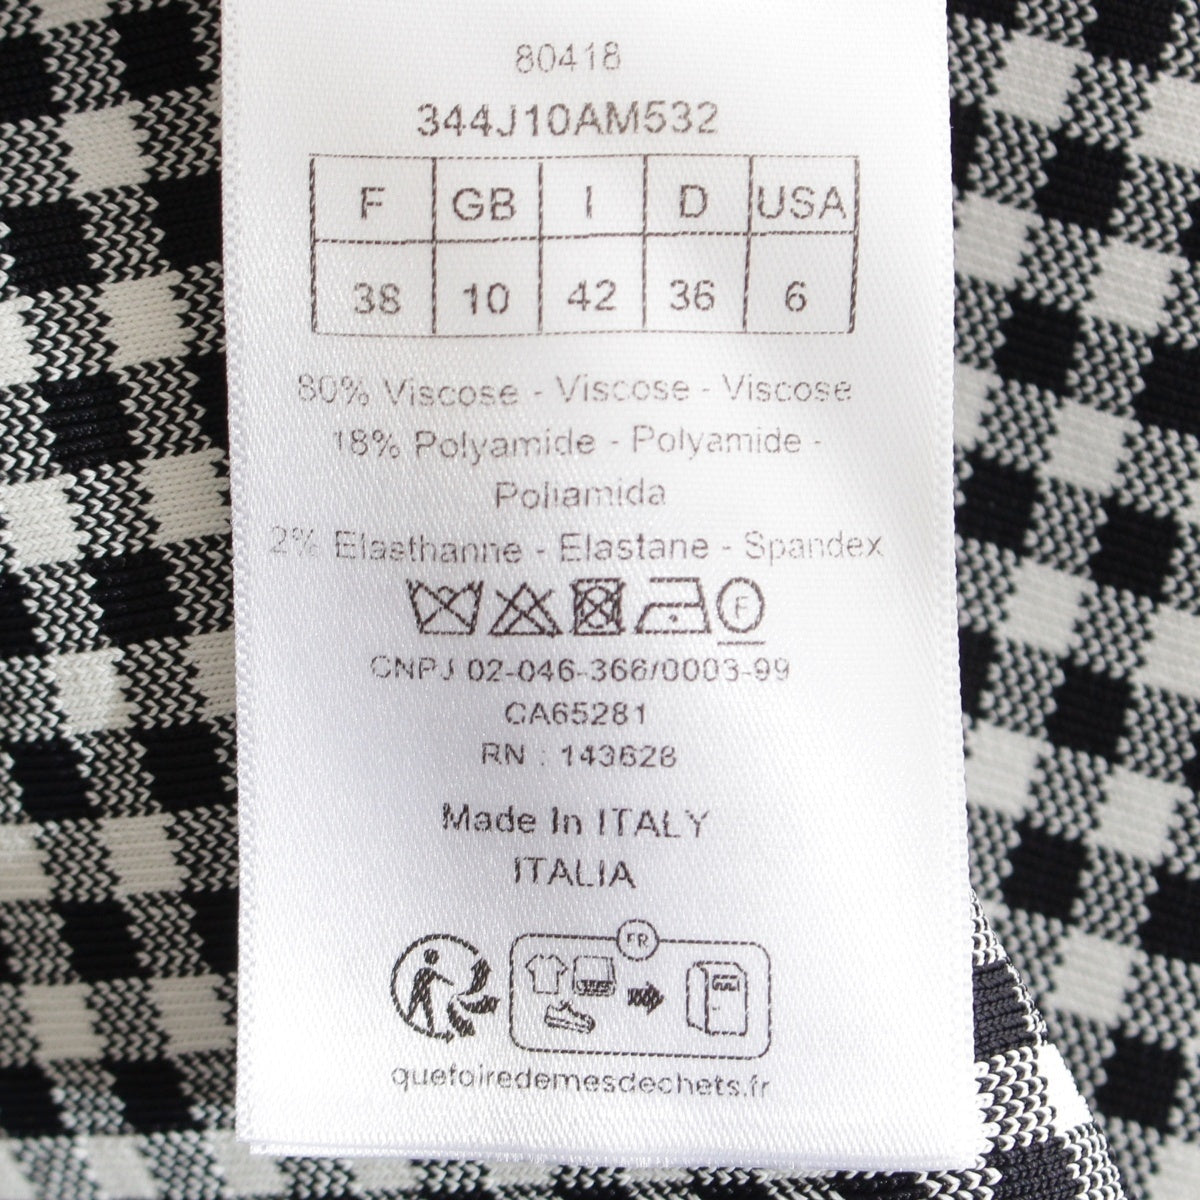 80418
344J10AM532
F GB I D USA
38 10 42 36 6
80% Viscose - Viscose - Viscose
18% Polyamide - Polyamide -
Poliamida
2% Elasthanne - Elastane - Spandex
F
CNPJ 02-046-366/0003-99
CA65281
RN : 143628
Made In ITALY
ITALIA
FR
quefairedemesdechets.fr